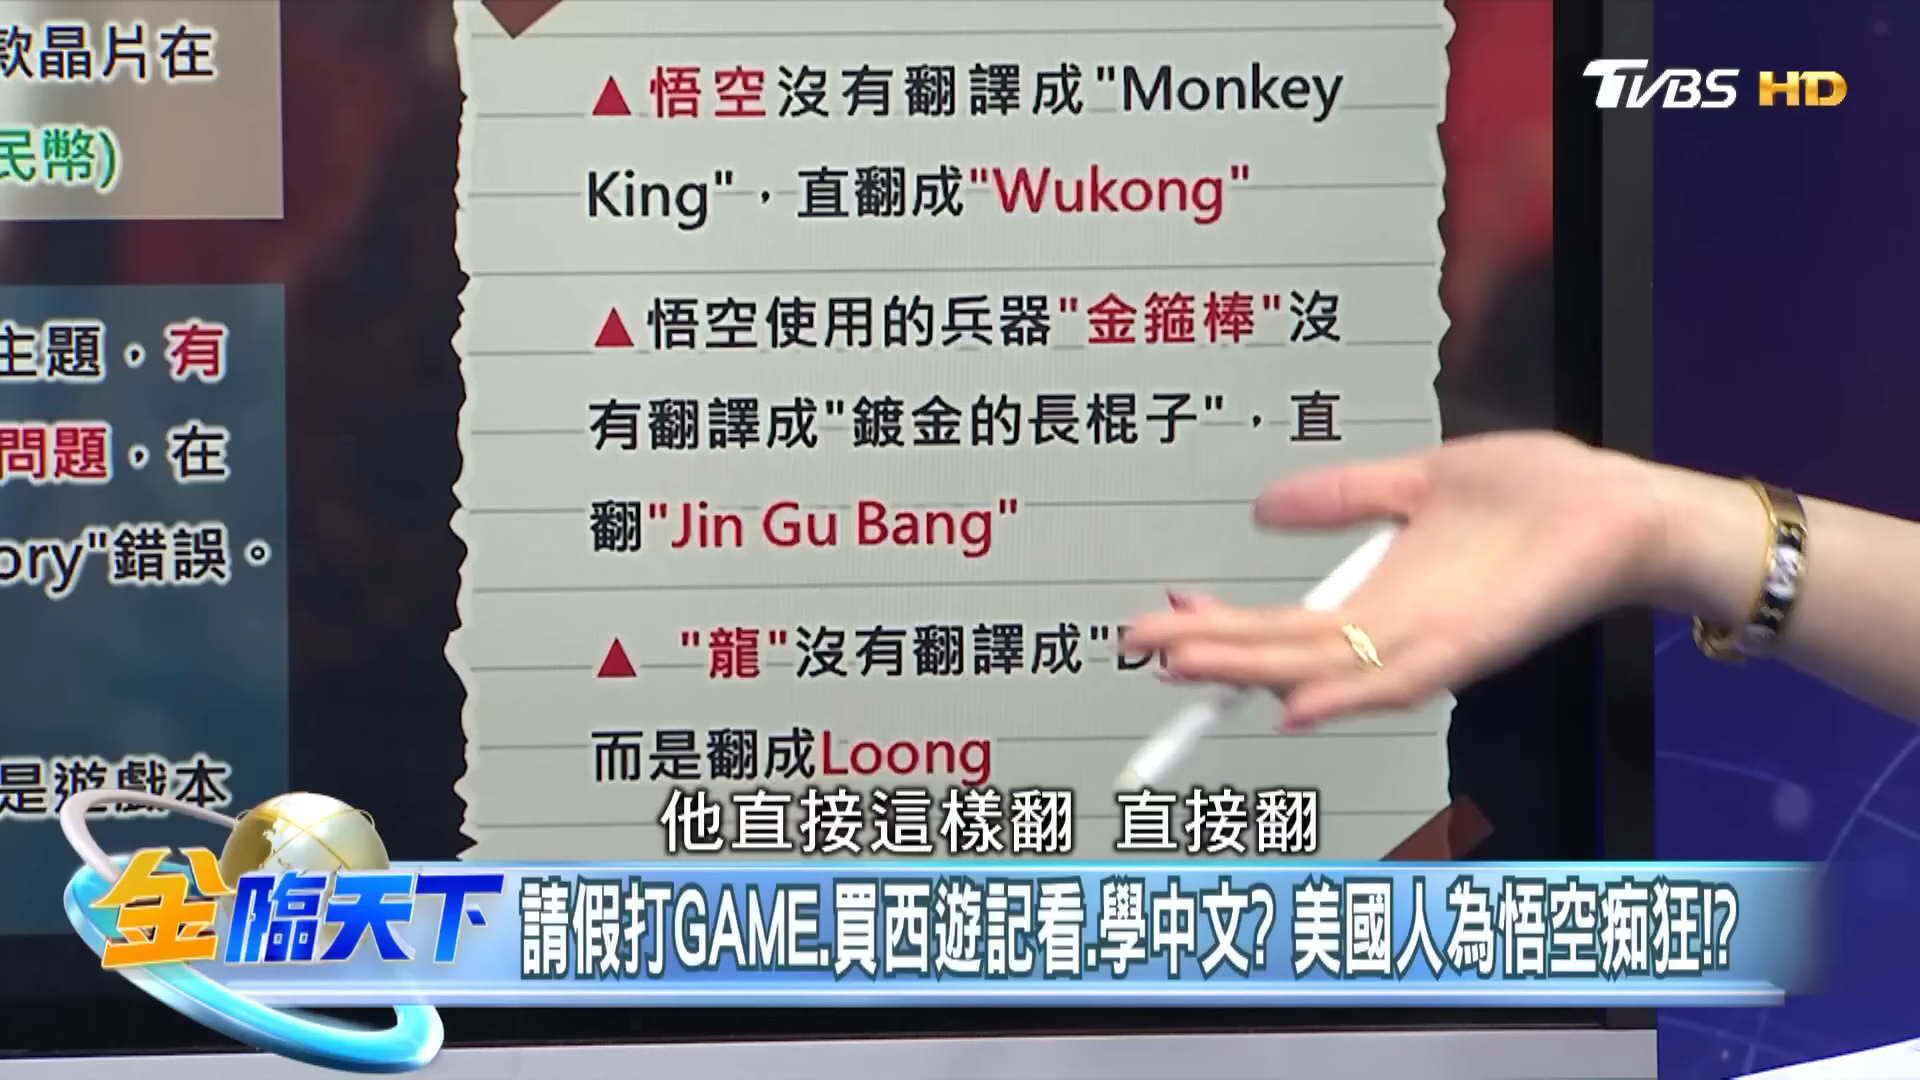 TVBS HD
款晶片在
民幣)
主題，有
問題，在
ory"錯誤。
是遊戲本
▲悟空沒有翻譯成"Monkey
King"，直翻成"Wukong"
▲悟空使用的兵器"金箍棒"沒
有翻譯成"鍍金的長棍子"，直
翻"Jin Gu Bang"
▲ "龍"沒有翻譯成"D
而是翻成Loong
他直接這樣翻 直接翻
金臨天下
請假打GAME.買西遊記看.學中文? 美國人為悟空痴狂!?